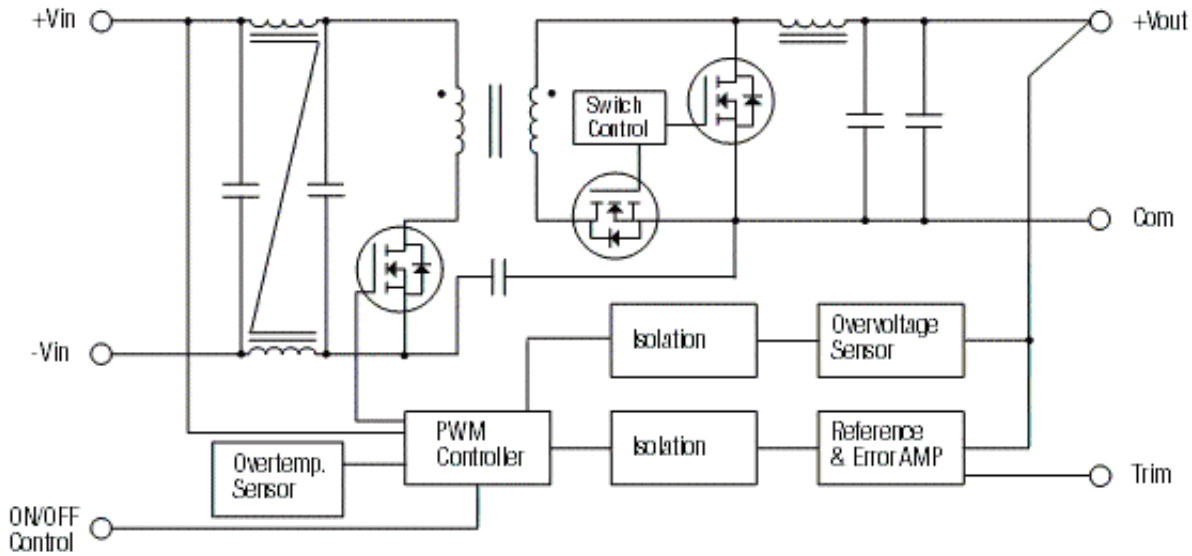 +Vin
+Vout
Switch
Control
Com
-Vin
Isolation
Overvoltage
Sensor
PWM
Controller
Isolation
Reference
& Error AMP
Overtemp.
Sensor
Trim
ON/OFF
Control